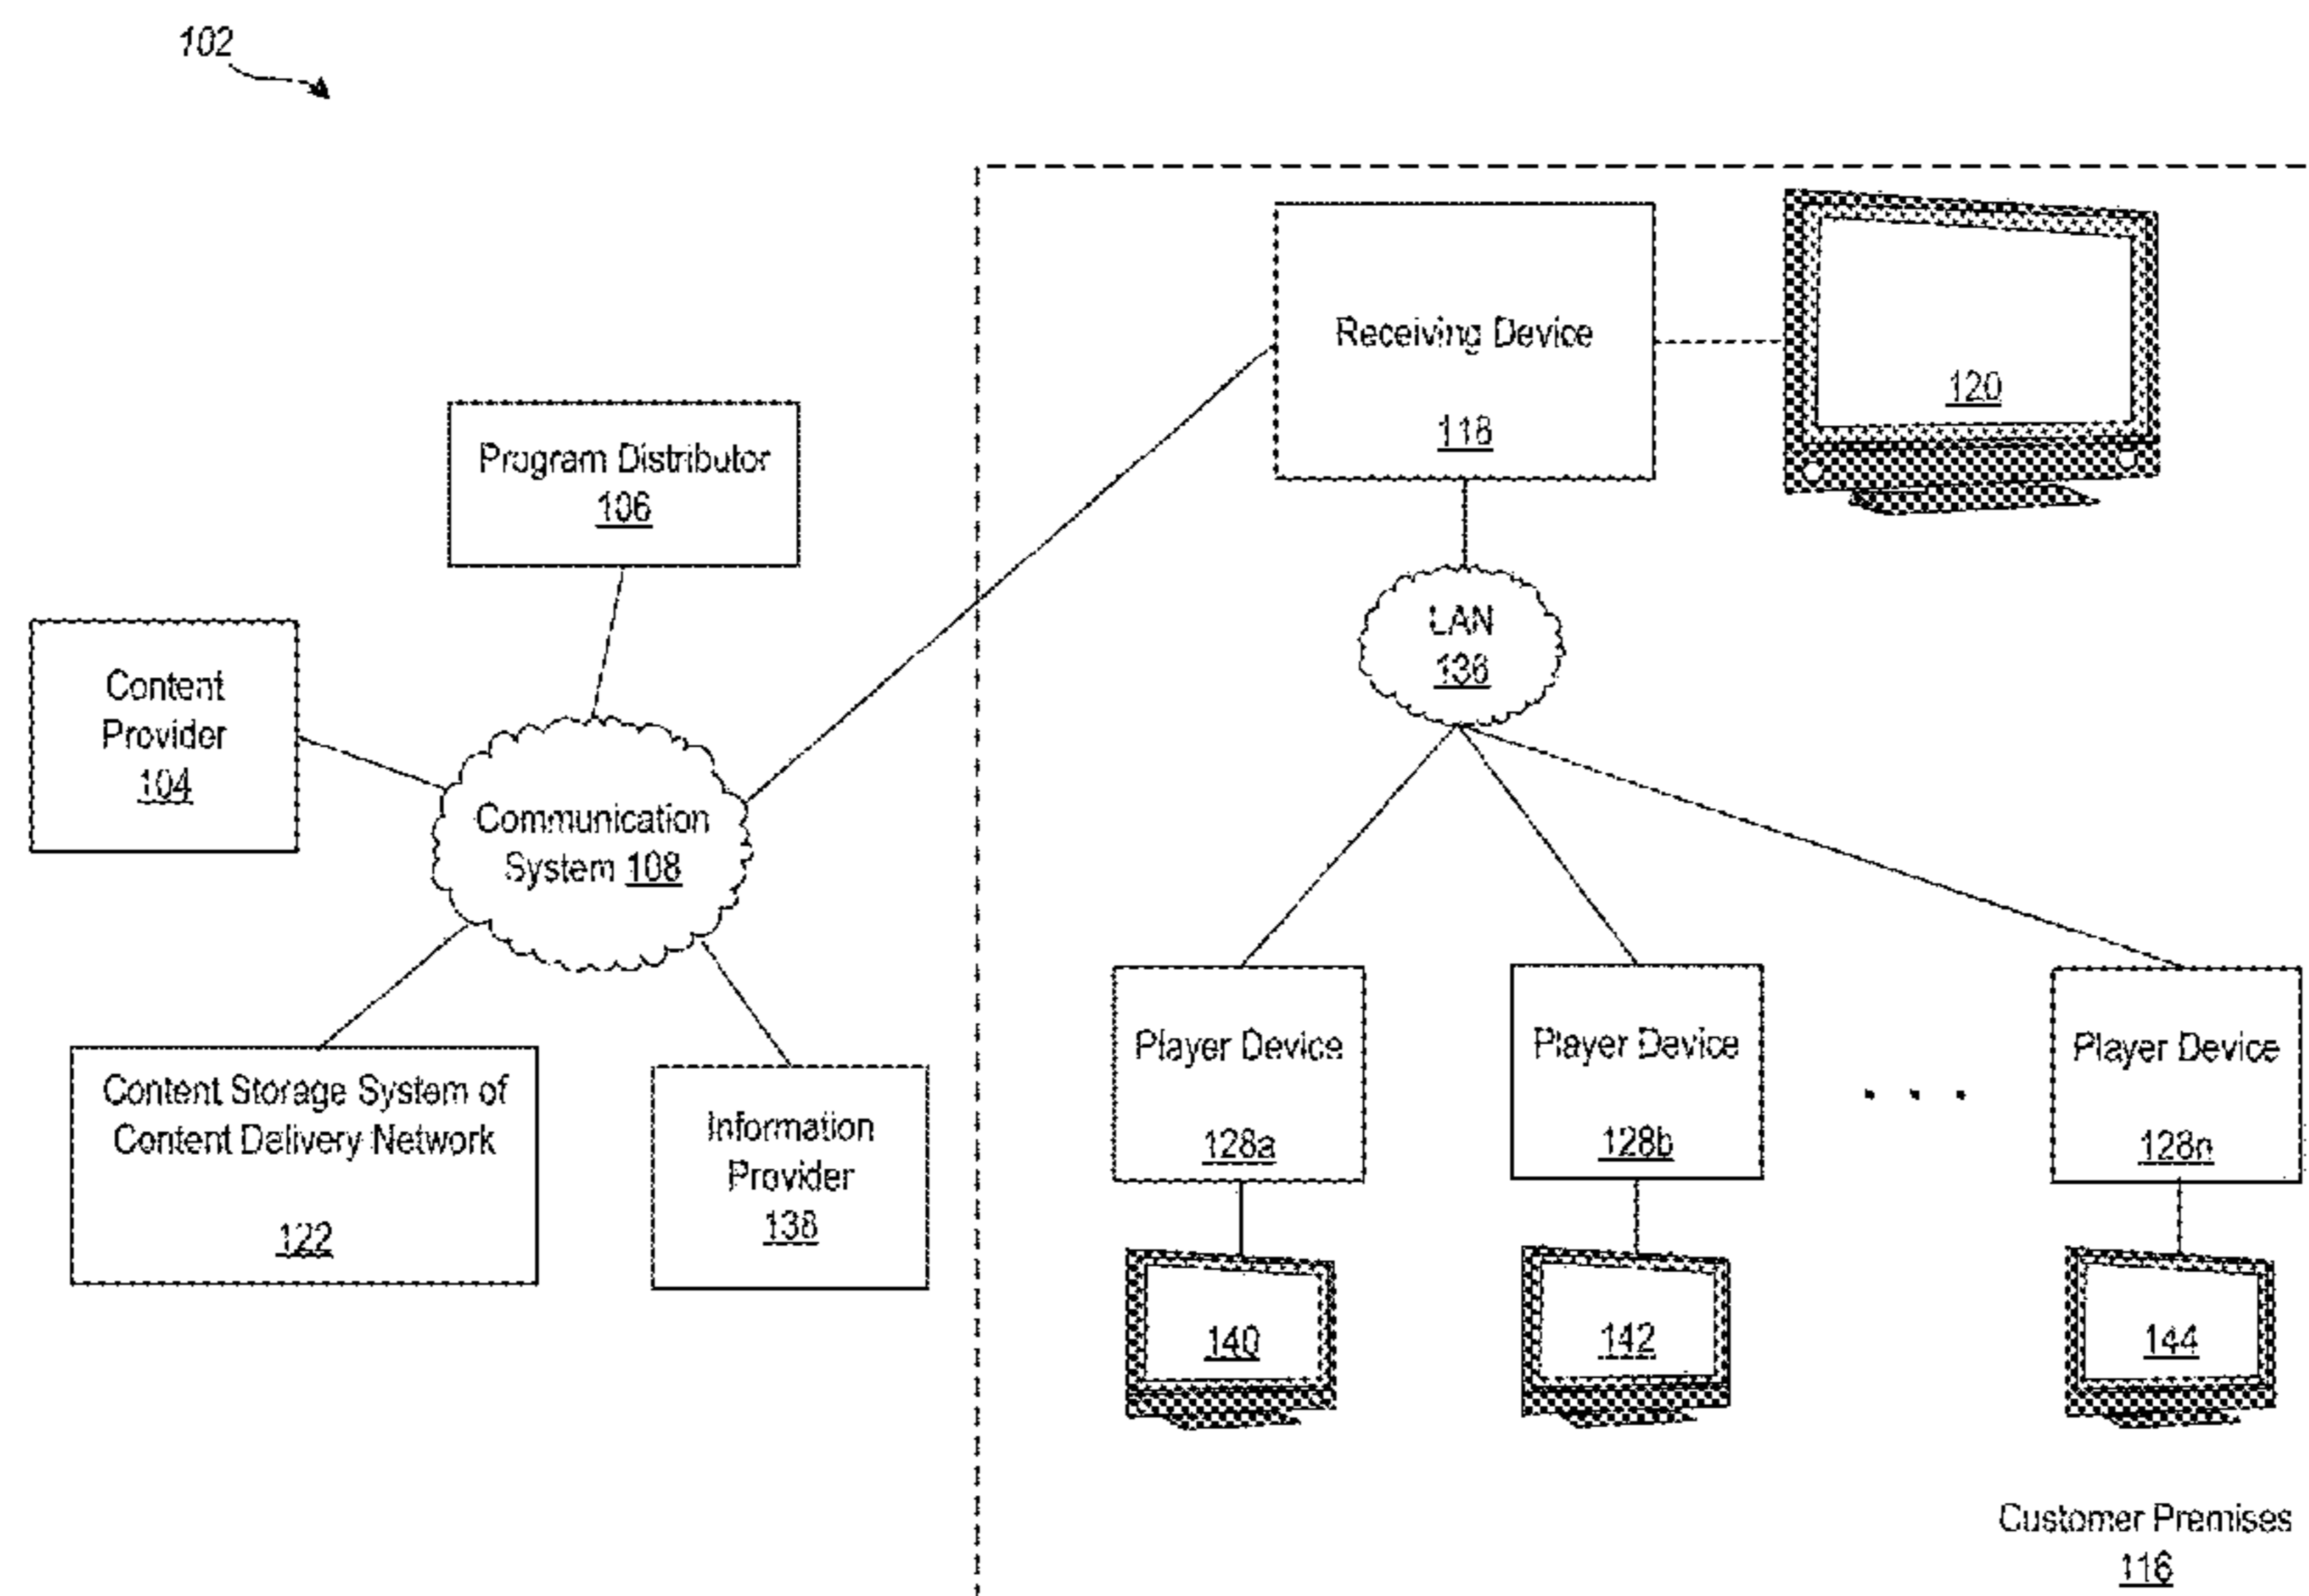 102
Receiving Device
118
120
Program Distributor
106
LAN
136
Content
Provider
104
Communication
System 108
Content Storage System of
Content Delivery Network
122
Information
Provider
138
Player Device
128a
Player Device
128b
. . .
Player Device
128n
140
142
144
Customer Premises
116